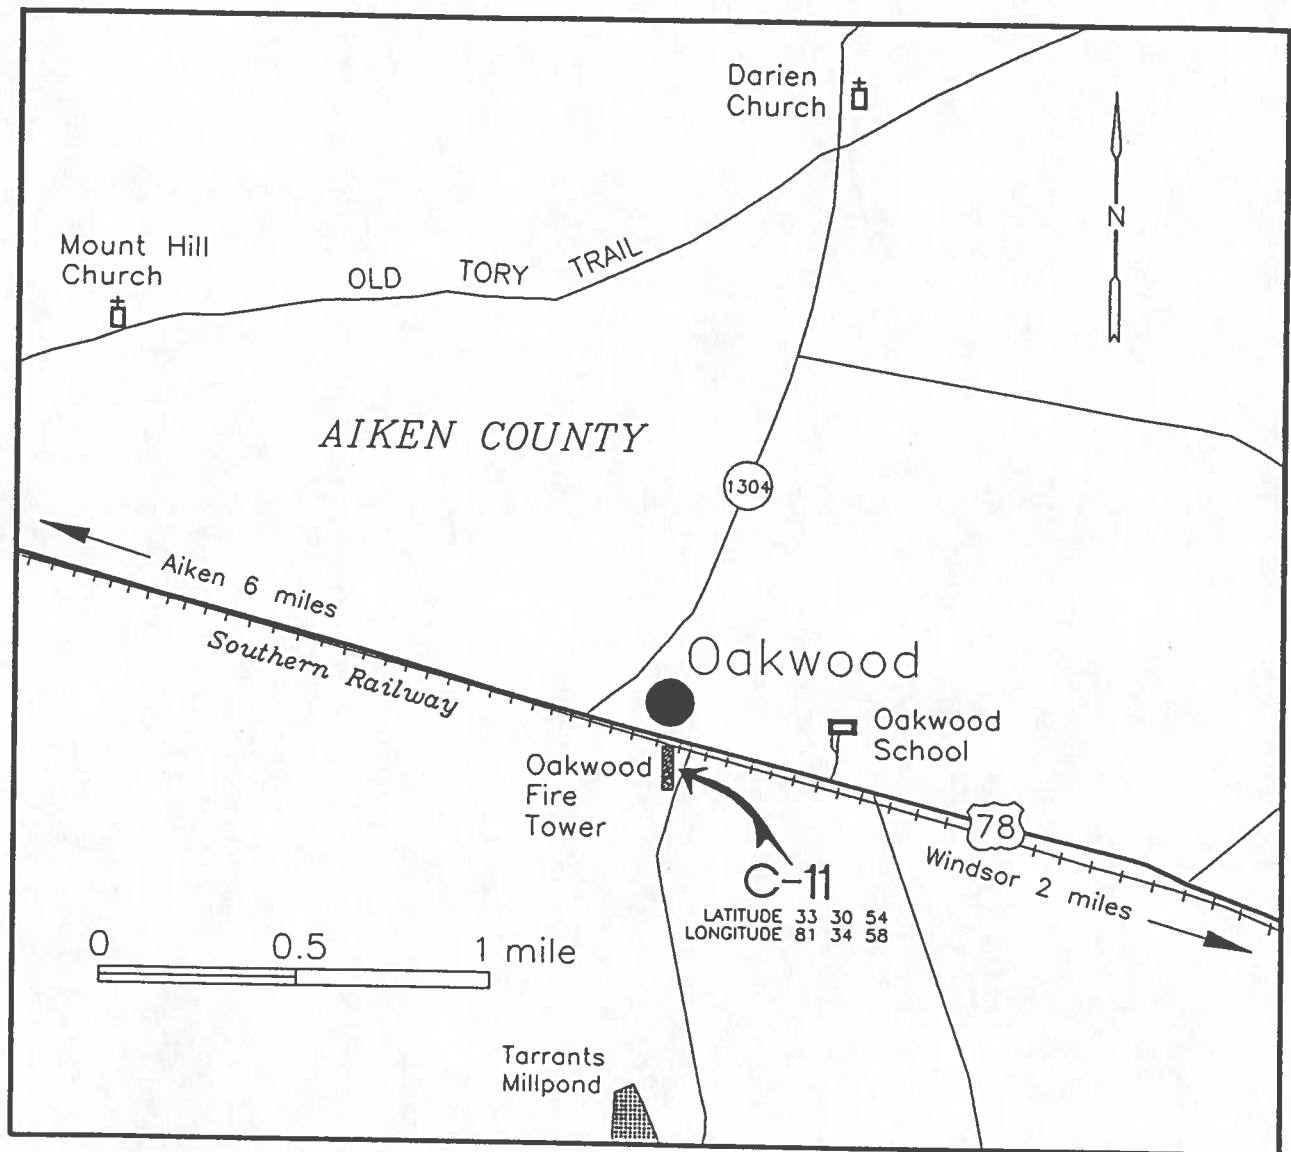 Darien
Church
N
Mount Hill
Church
OLD TORY TRAIL
AIKEN COUNTY
1304
Aiken 6 miles
Southern Railway
Oakwood
Oakwood
School
Oakwood
Fire
Tower
78
Windsor 2 miles
C-11
LATITUDE 33 30 54
LONGITUDE 81 34 58
0 0.5 1 mile
Tarrants
Millpond